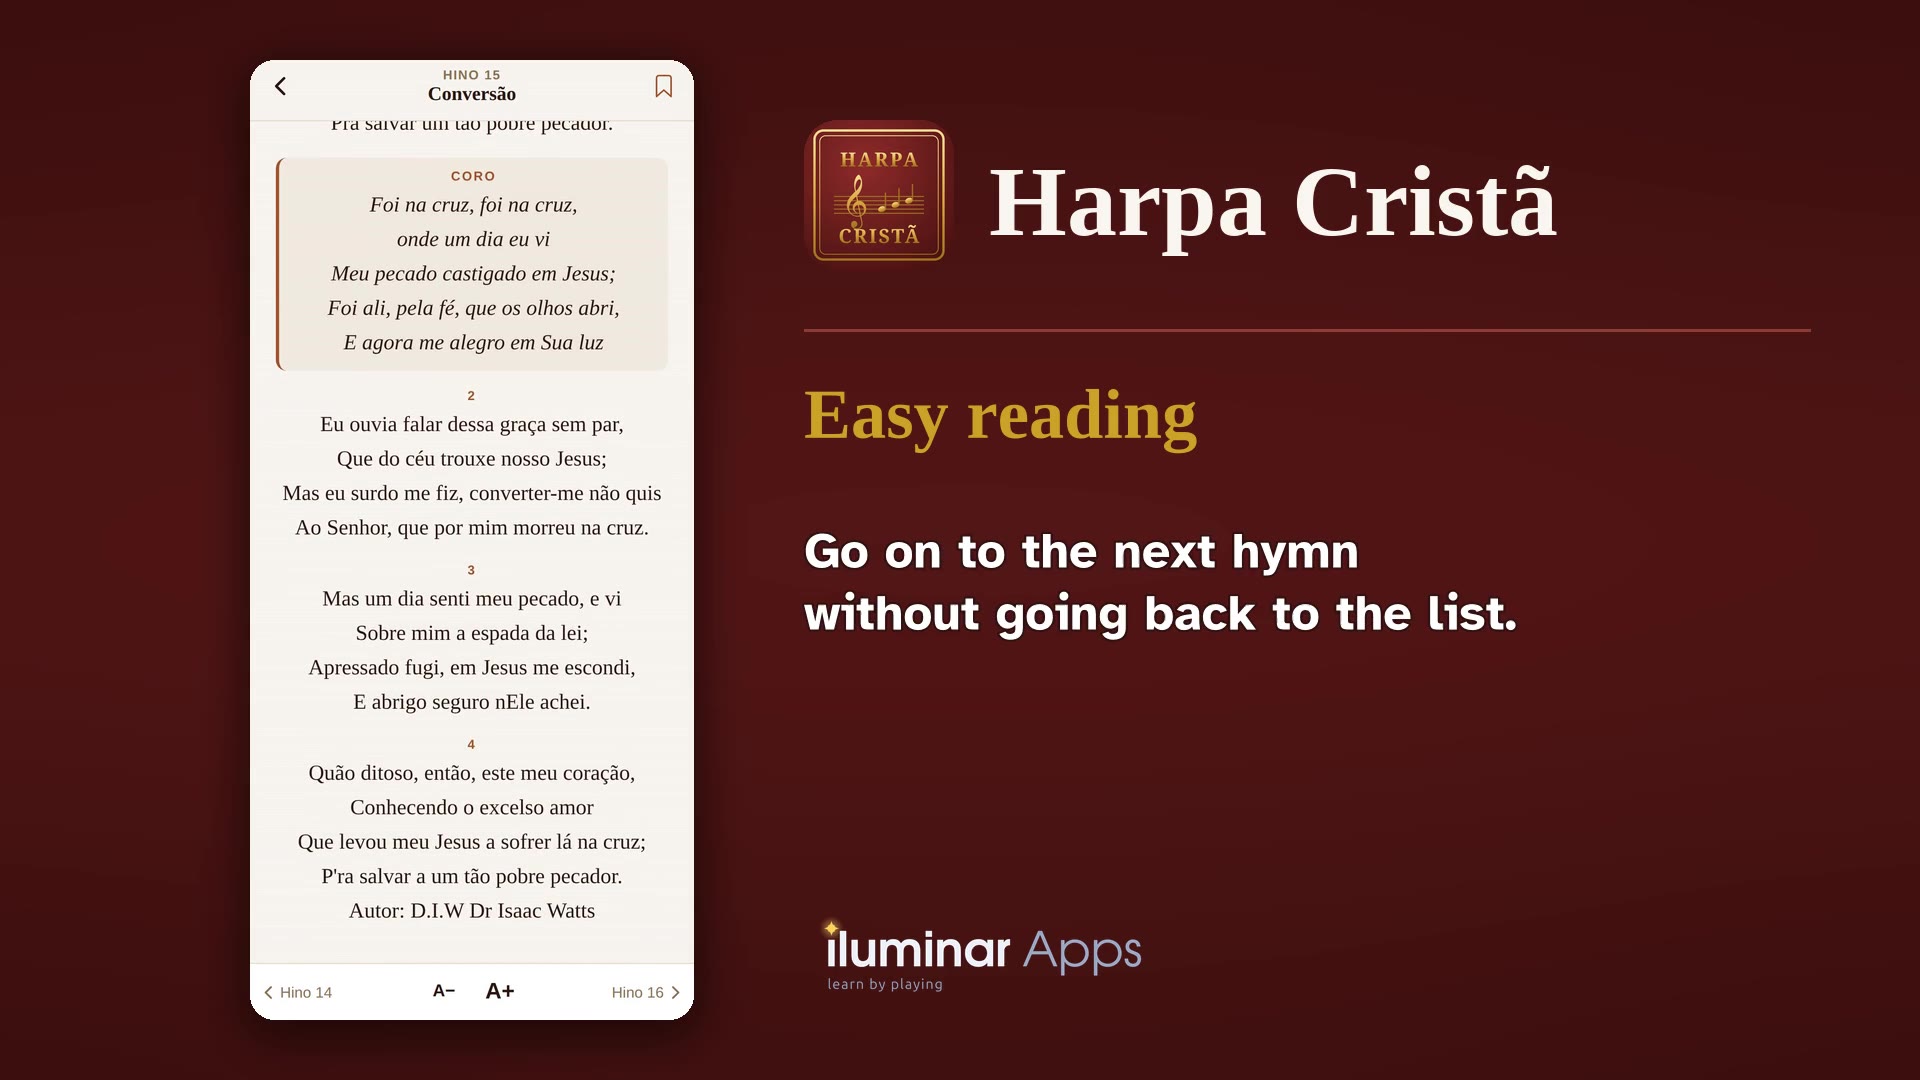 HINO 15
Conversão
Pra salvar um tão pobre pecador.
CORO
Foi na cruz, foi na cruz,
onde um dia eu vi
Meu pecado castigado em Jesus;
Foi ali, pela fé, que os olhos abri,
E agora me alegro em Sua luz
2
Eu ouvia falar dessa graça sem par,
Que do céu trouxe nosso Jesus;
Mas eu surdo me fiz, converter-me não quis
Ao Senhor, que por mim morreu na cruz.
3
Mas um dia senti meu pecado, e vi
Sobre mim a espada da lei;
Apressado fugi, em Jesus me escondi,
E abrigo seguro nEle achei.
4
Quão ditoso, então, este meu coração,
Conhecendo o excelso amor
Que levou meu Jesus a sofrer lá na cruz;
P'ra salvar a um tão pobre pecador.
Autor: D.I.W Dr Isaac Watts
Hino 14 A− A+ Hino 16
HARPA
CRISTÃ
Harpa Cristã
Easy reading
Go on to the next hymn
without going back to the list.
iluminar Apps
learn by playing